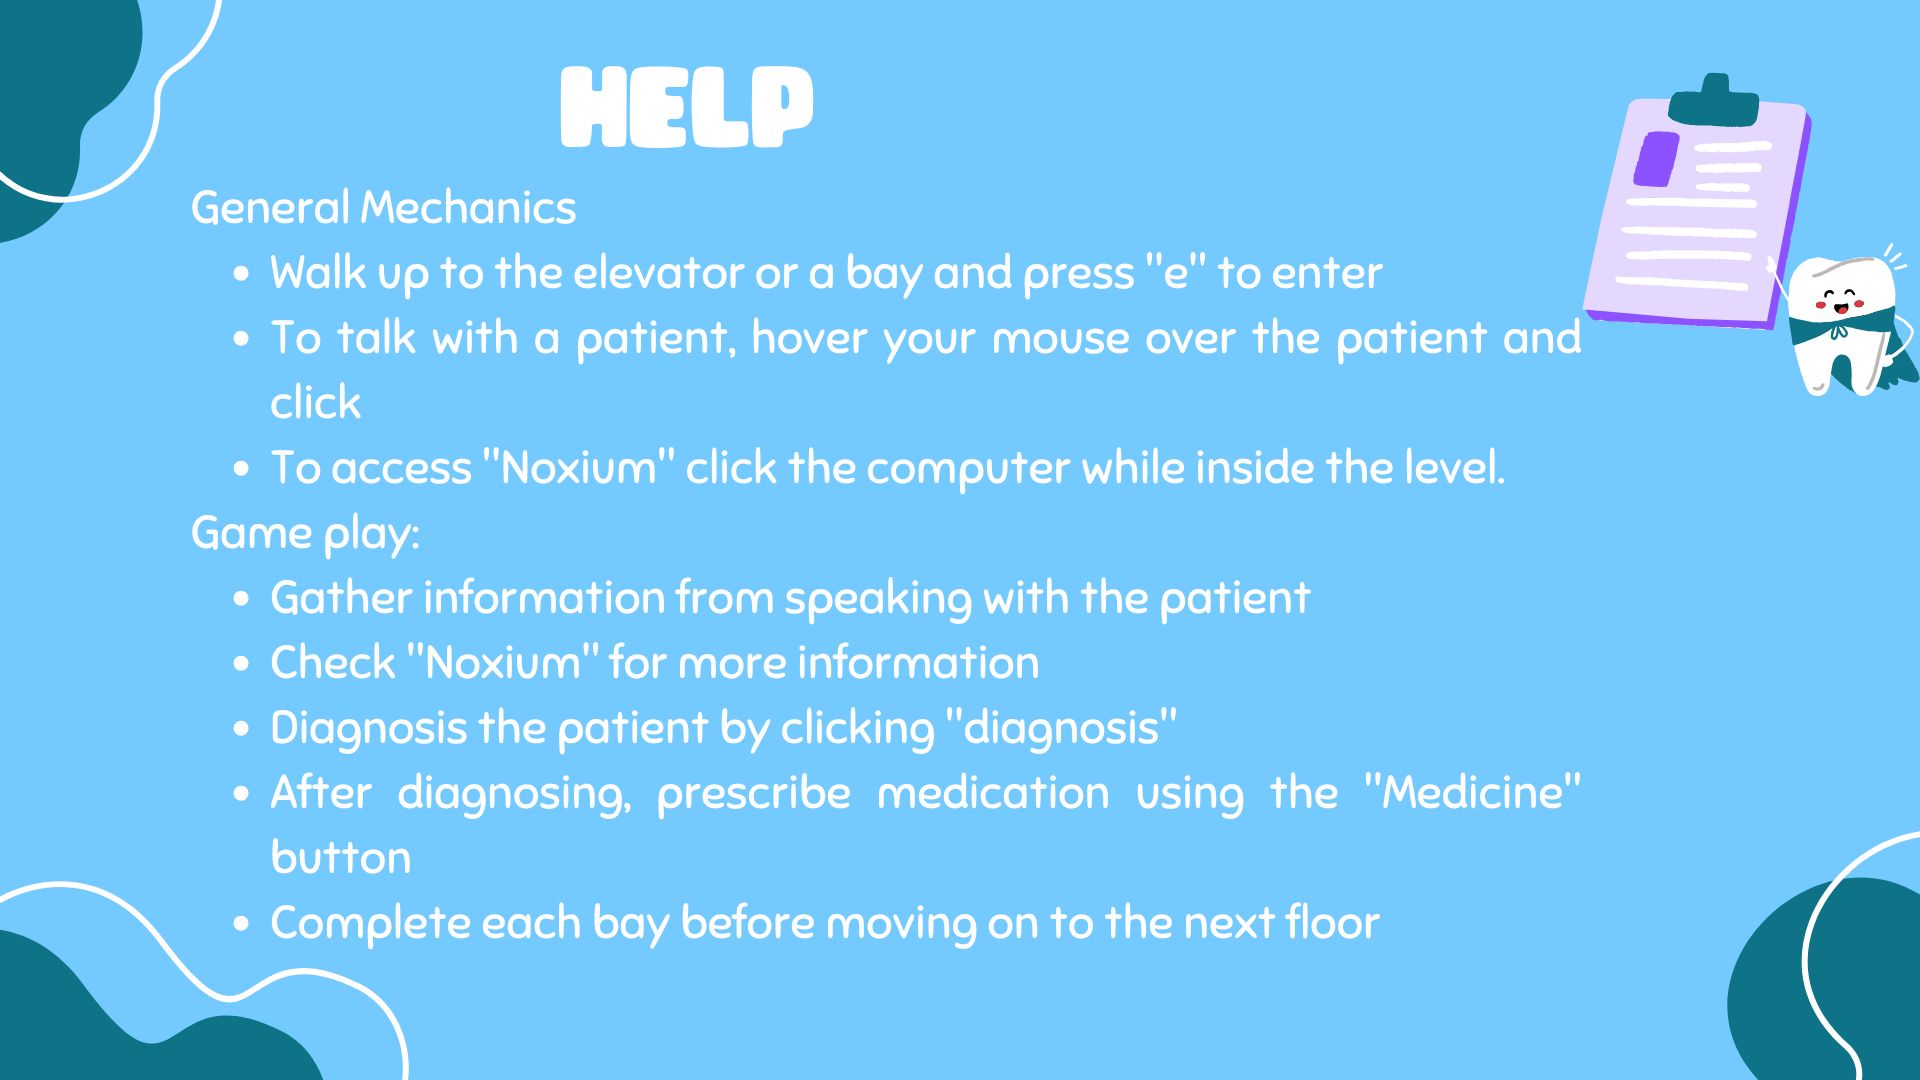 HELP
General Mechanics
• Walk up to the elevator or a bay and press "e" to enter
• To talk with a patient, hover your mouse over the patient and
click
• To access "Noxium" click the computer while inside the level.
Game play:
• Gather information from speaking with the patient
• Check "Noxium" for more information
• Diagnosis the patient by clicking "diagnosis"
• After diagnosing, prescribe medication using the "Medicine"
button
• Complete each bay before moving on to the next floor